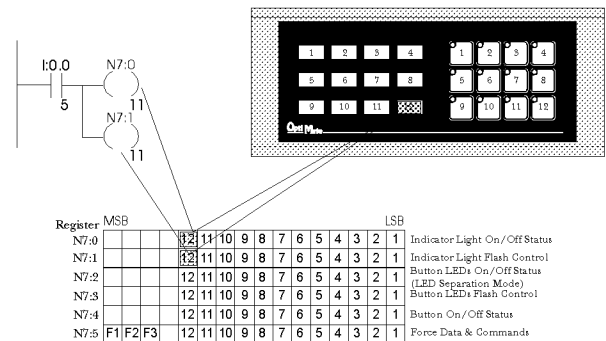 I:0.0
5
N7:0
11
N7:1
11
1 2 3 4
5 6 7 8
9 10 11
1 2 3 4
5 6 7 8
9 10 11 12
Opti Mate
Register MSB LSB
N7:0 12 11 10 9 8 7 6 5 4 3 2 1 Indicator Light On/Off Status
N7:1 12 11 10 9 8 7 6 5 4 3 2 1 Indicator Light Flash Control
N7:2 12 11 10 9 8 7 6 5 4 3 2 1 Button LEDs On/Off Status
(LED Separation Mode)
N7:3 12 11 10 9 8 7 6 5 4 3 2 1 Button LEDs Flash Control
N7:4 12 11 10 9 8 7 6 5 4 3 2 1 Button On/Off Status
N7:5 F1 F2 F3 12 11 10 9 8 7 6 5 4 3 2 1 Force Data & Commands